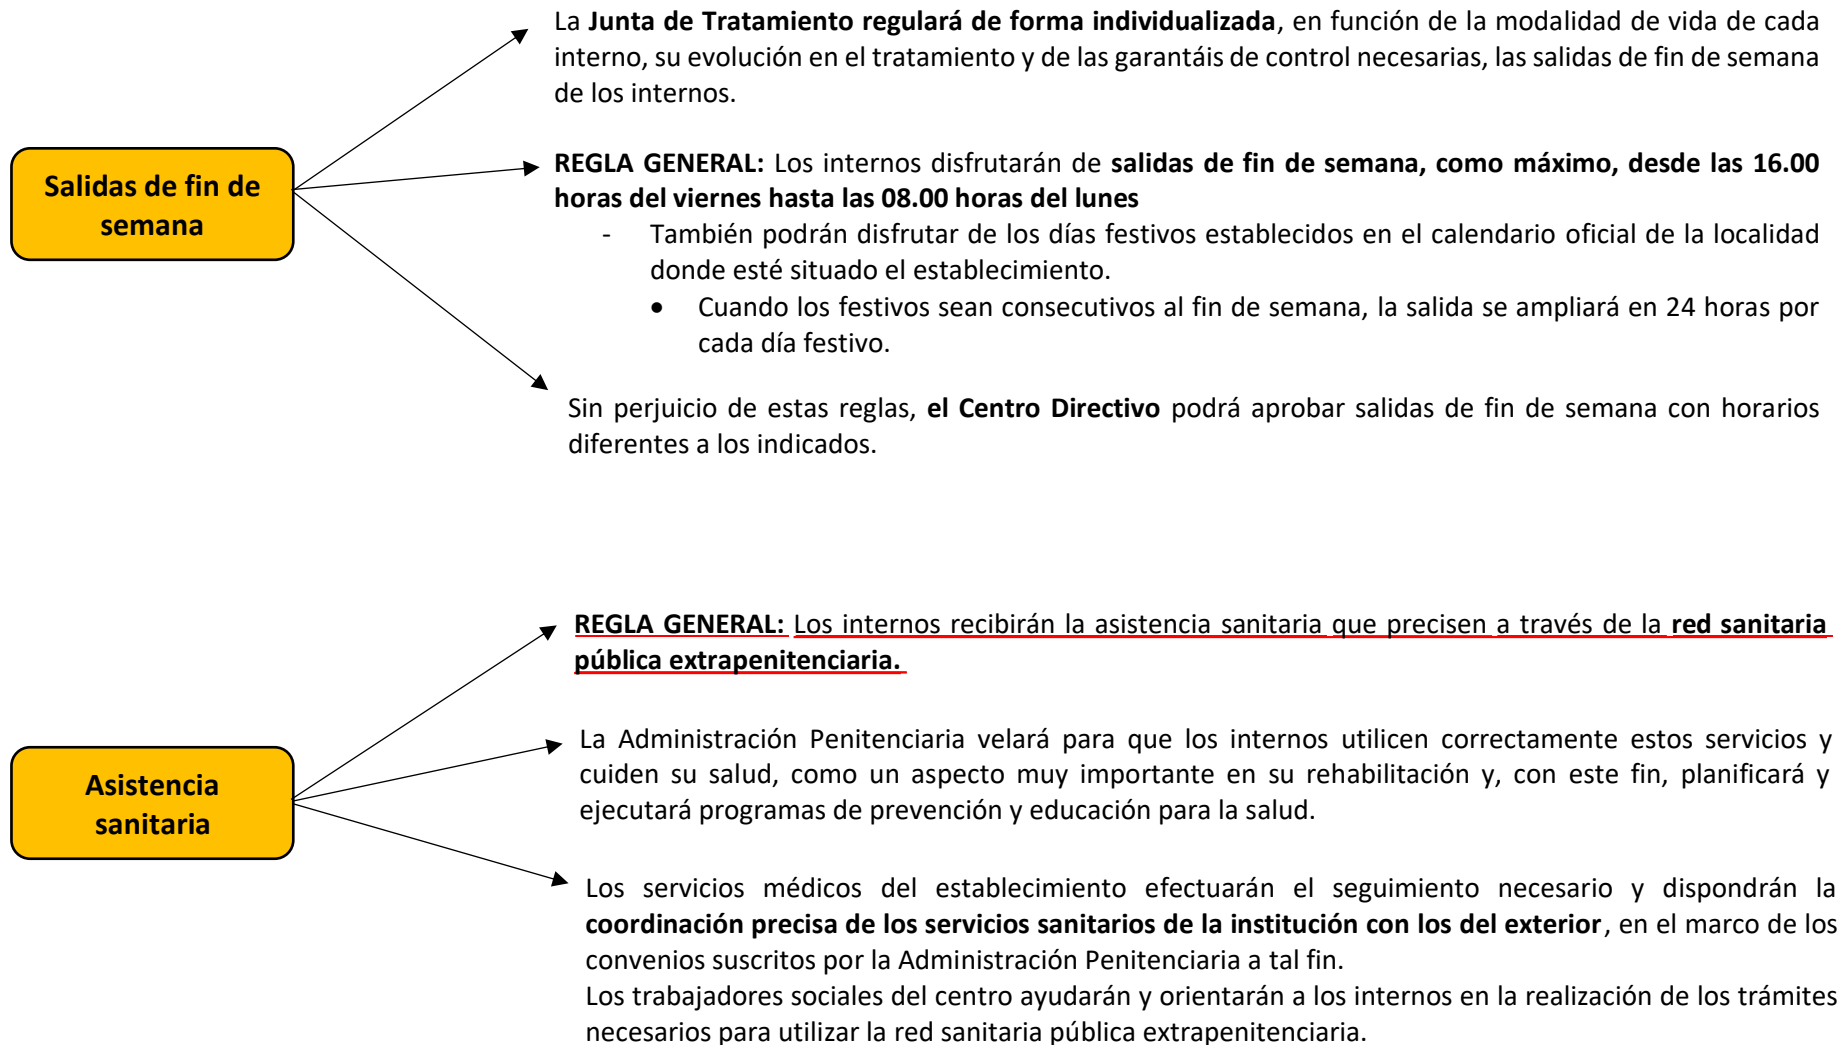 La Junta de Tratamiento regulará de forma individualizada, en función de la modalidad de vida de cada
interno, su evolución en el tratamiento y de las garantáis de control necesarias, las salidas de fin de semana
de los internos.
Salidas de fin de
semana
REGLA GENERAL: Los internos disfrutarán de salidas de fin de semana, como máximo, desde las 16.00
horas del viernes hasta las 08.00 horas del lunes
- También podrán disfrutar de los días festivos establecidos en el calendario oficial de la localidad
donde esté situado el establecimiento.
• Cuando los festivos sean consecutivos al fin de semana, la salida se ampliará en 24 horas por
cada día festivo.
Sin perjuicio de estas reglas, el Centro Directivo podrá aprobar salidas de fin de semana con horarios
diferentes a los indicados.
REGLA GENERAL: Los internos recibirán la asistencia sanitaria que precisen a través de la red sanitaria
pública extrapenitenciaria.
Asistencia
sanitaria
La Administración Penitenciaria velará para que los internos utilicen correctamente estos servicios y
cuiden su salud, como un aspecto muy importante en su rehabilitación y, con este fin, planificará y
ejecutará programas de prevención y educación para la salud.
Los servicios médicos del establecimiento efectuarán el seguimiento necesario y dispondrán la
coordinación precisa de los servicios sanitarios de la institución con los del exterior, en el marco de los
convenios suscritos por la Administración Penitenciaria a tal fin.
Los trabajadores sociales del centro ayudarán y orientarán a los internos en la realización de los trámites
necesarios para utilizar la red sanitaria pública extrapenitenciaria.